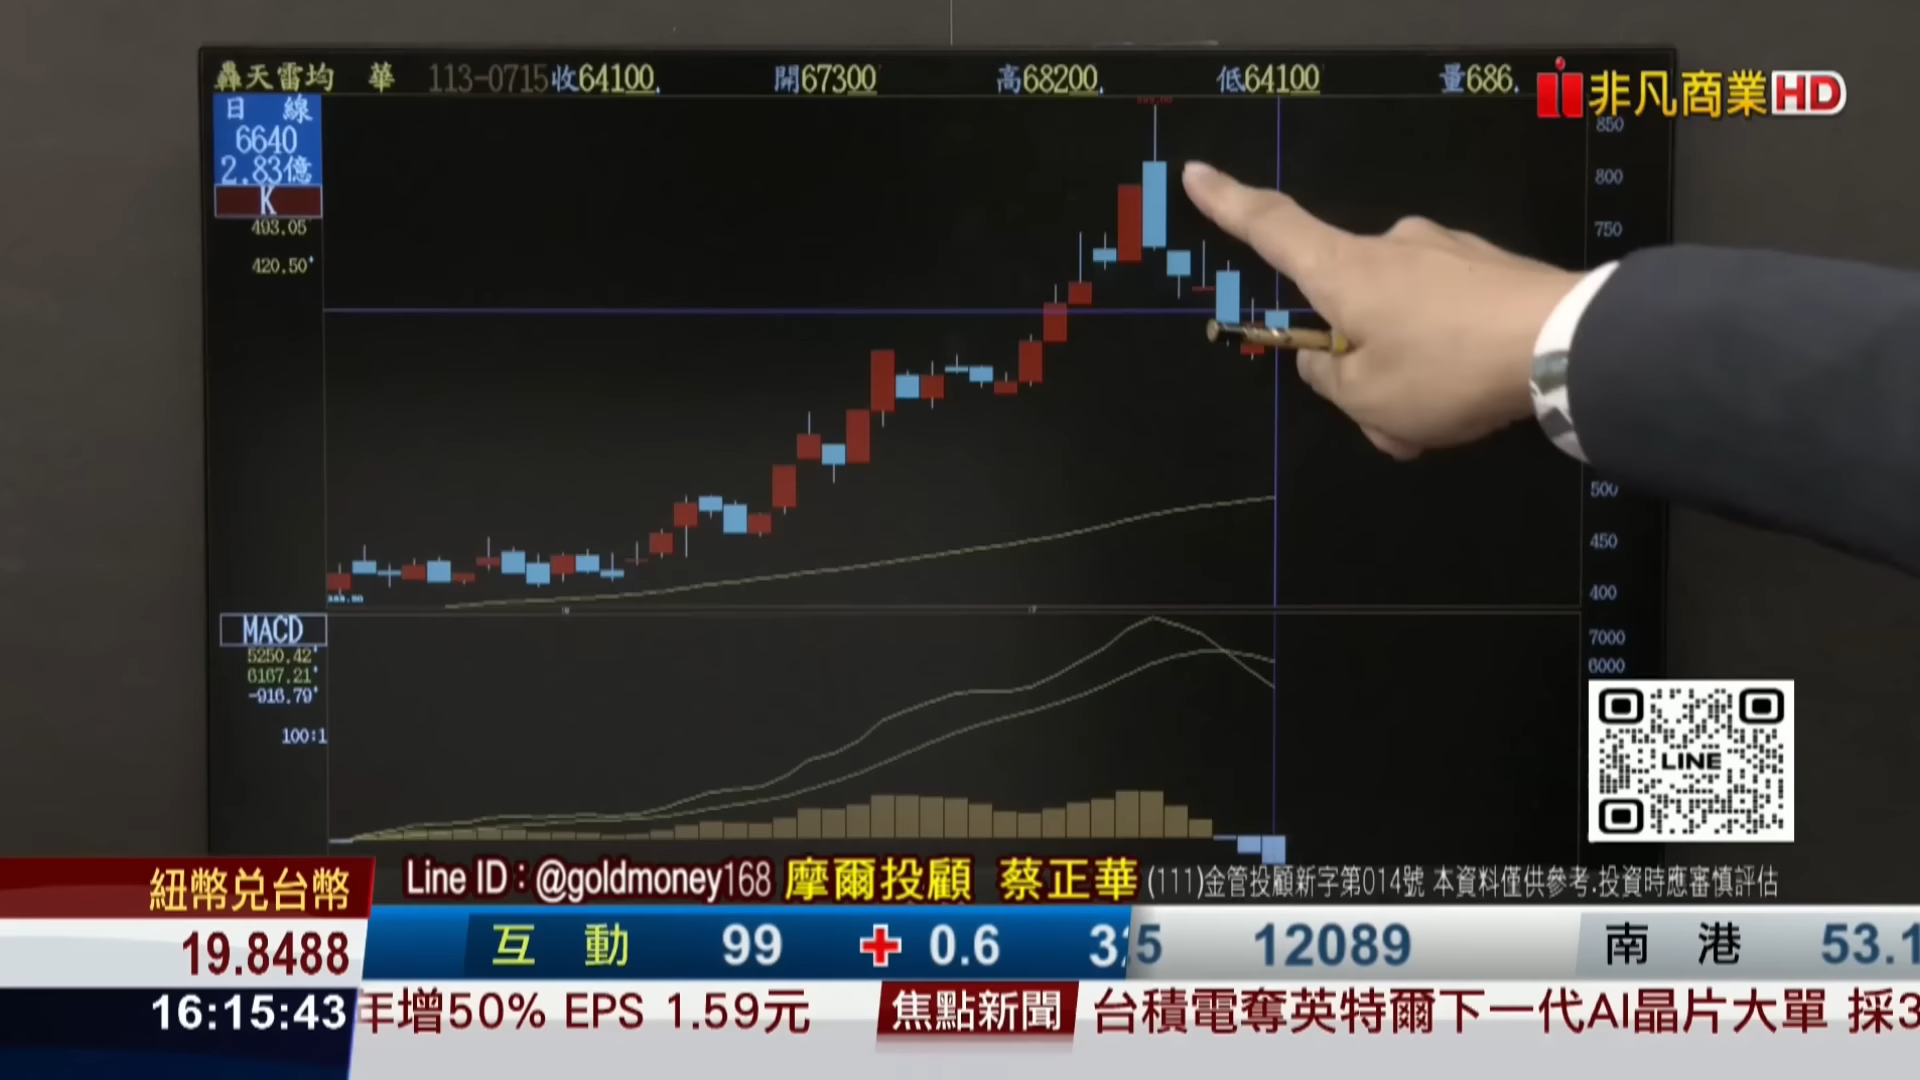 轟天雷均 華 113-0715收64100 開67300 高68200 低64100 量686
非凡商業HD
日 線
6640
2.83億
K
493.05
420.50
850
800
750
500
450
400
MACD
5250.42
6167.21
-916.79
100:1
7000
6000
LINE
Line ID：@goldmoney168 摩爾投顧 蔡正華 (111)金管投顧新字第014號 本資料僅供參考.投資時應審慎評估
紐幣兑台幣
19.8488
互 動 99 + 0.6 5 12089 南 港 53.1
16:15:43
年增50% EPS 1.59元 焦點新聞 台積電奪英特爾下一代AI晶片大單 採3